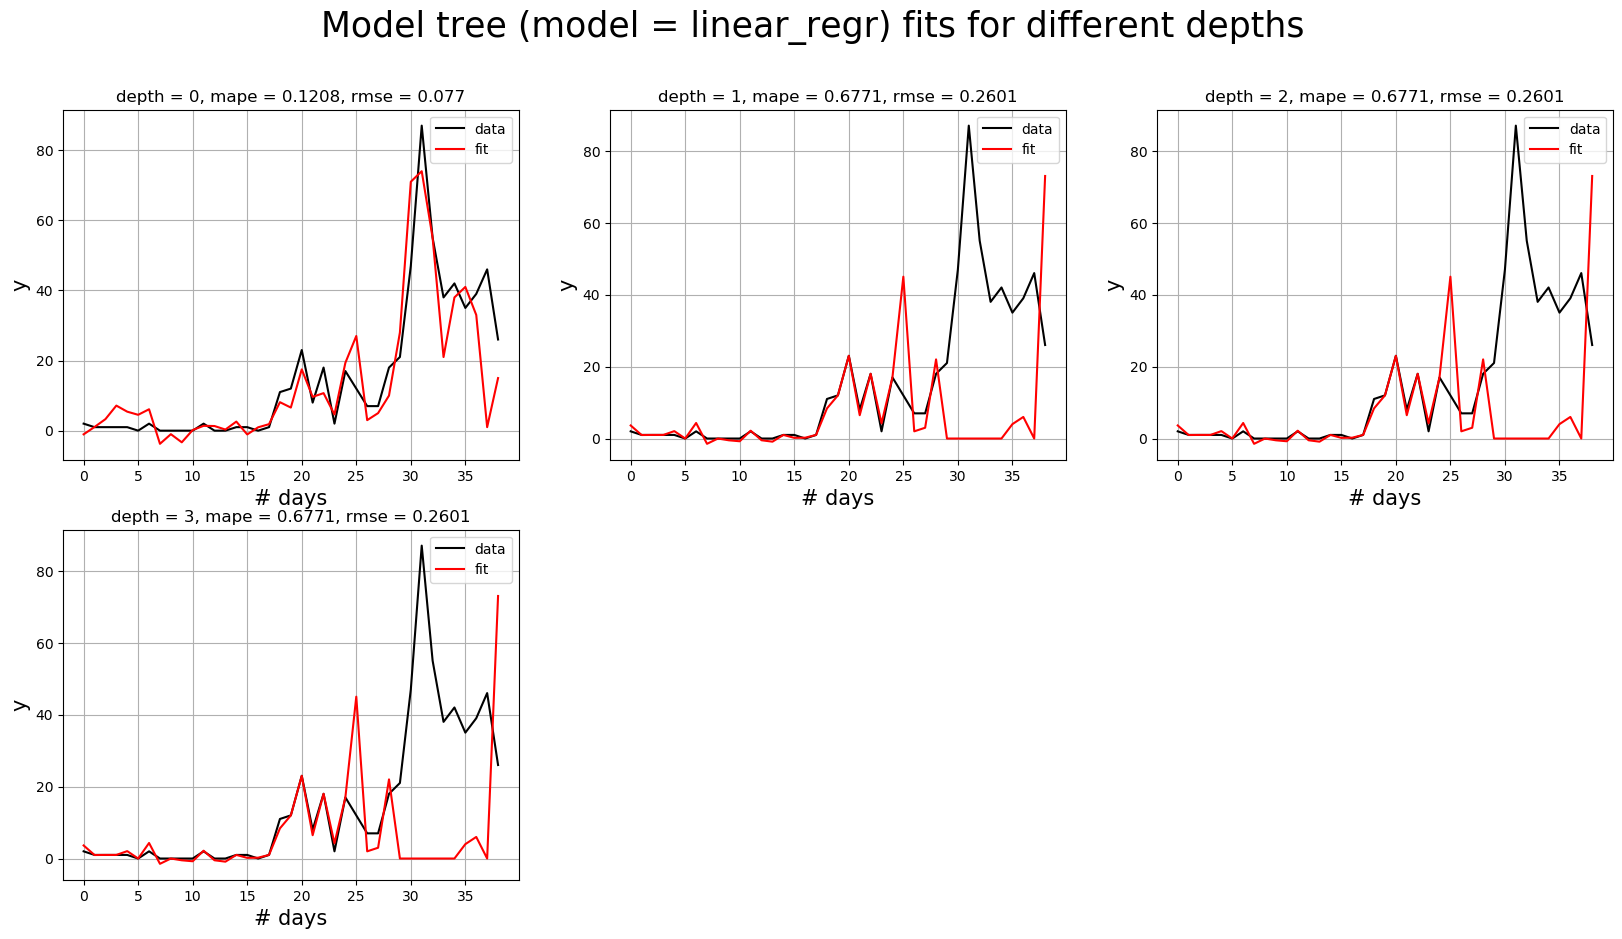 Model tree (model = linear_regr) fits for different depths
depth = 0, mape = 0.1208, rmse = 0.077
data
fit
80
60
40
20
0
y
0 5 10 15 20 25 30 35
# days
depth = 1, mape = 0.6771, rmse = 0.2601
data
fit
80
60
40
20
0
y
0 5 10 15 20 25 30 35
# days
depth = 2, mape = 0.6771, rmse = 0.2601
data
fit
80
60
40
20
0
y
0 5 10 15 20 25 30 35
# days
depth = 3, mape = 0.6771, rmse = 0.2601
data
fit
80
60
40
20
0
y
0 5 10 15 20 25 30 35
# days